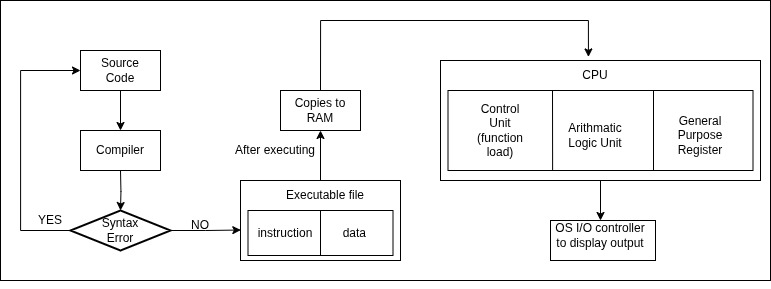 Source
Code
Compiler
YES
Syntax
Error
NO
Executable file
instruction
data
After executing
Copies to
RAM
CPU
Control
Unit
(function
load)
Arithmatic
Logic Unit
General
Purpose
Register
OS I/O controller
to display output